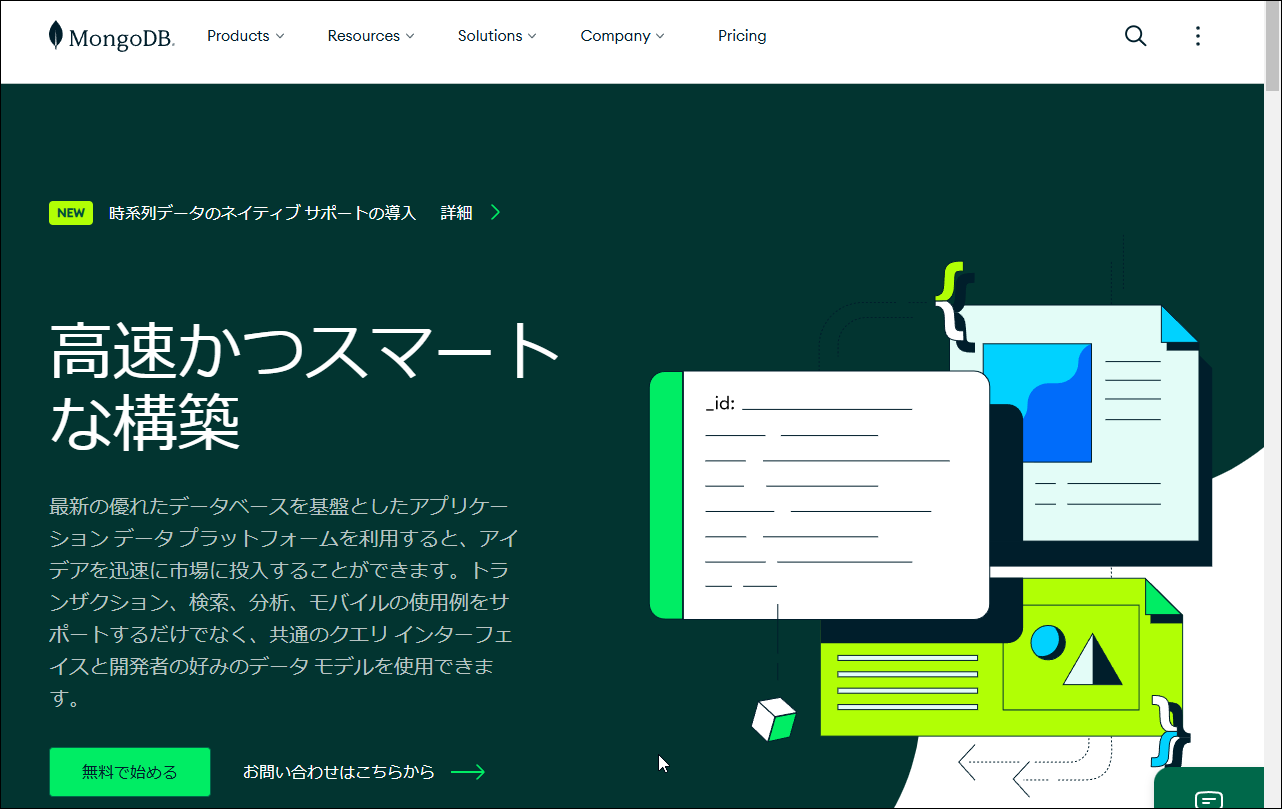 MongoDB.
Products
Resources
Solutions
Company
Pricing
NEW 時系列データのネイティブ サポートの導入 詳細
高速かつスマート
な構築
最新の優れたデータベースを基盤としたアプリケー
ション データ プラットフォームを利用すると、アイ
デアを迅速に市場に投入することができます。トラ
ンザクション、検索、分析、モバイルの使用例をサ
ポートするだけでなく、共通のクエリ インターフェ
イスと開発者の好みのデータ モデルを使用できま
す。
無料で始める
お問い合わせはこちらから
{
_id:
}